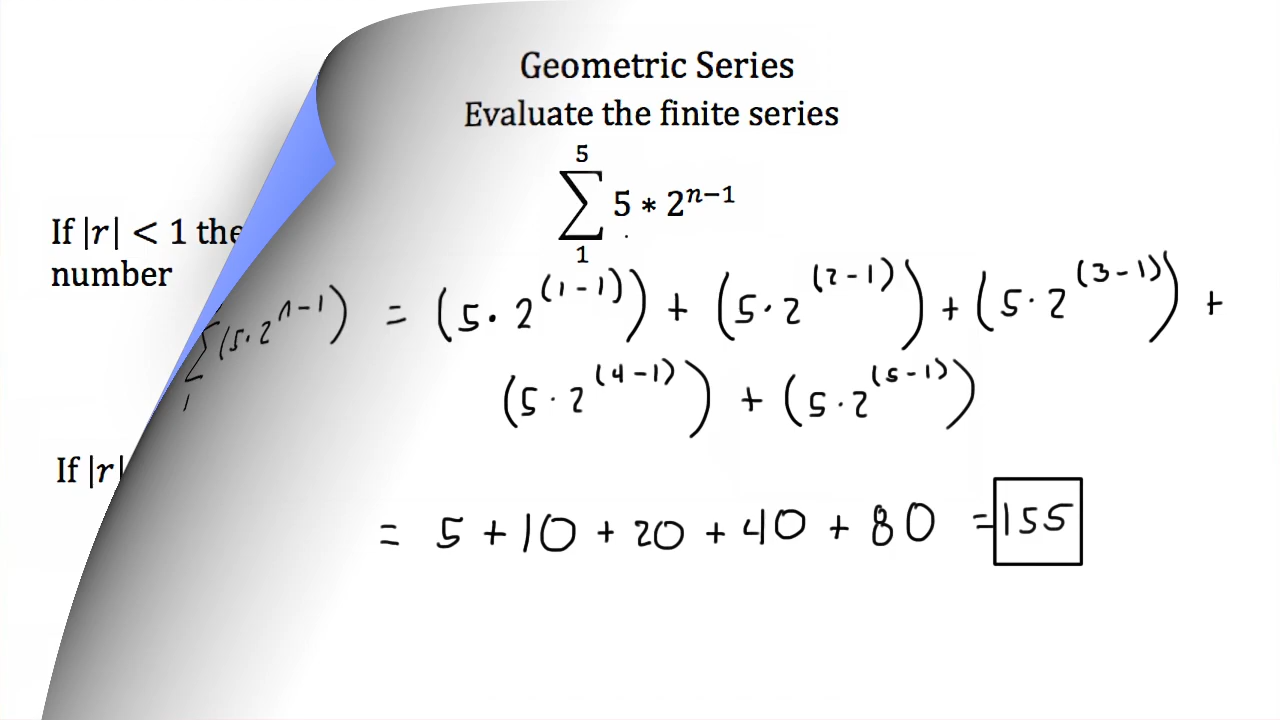 Geometric Series
Evaluate the finite series
5
∑ 5 ∗ 2^{n−1}
1
If |r| < 1 the
number
∑ (5·2^{n-1}) = (5·2^{(1-1)}) + (5·2^{(2-1)}) + (5·2^{(3-1)}) +
1
(5·2^{(4-1)}) + (5·2^{(5-1)})
If |r|
= 5 + 10 + 20 + 40 + 80 = 155